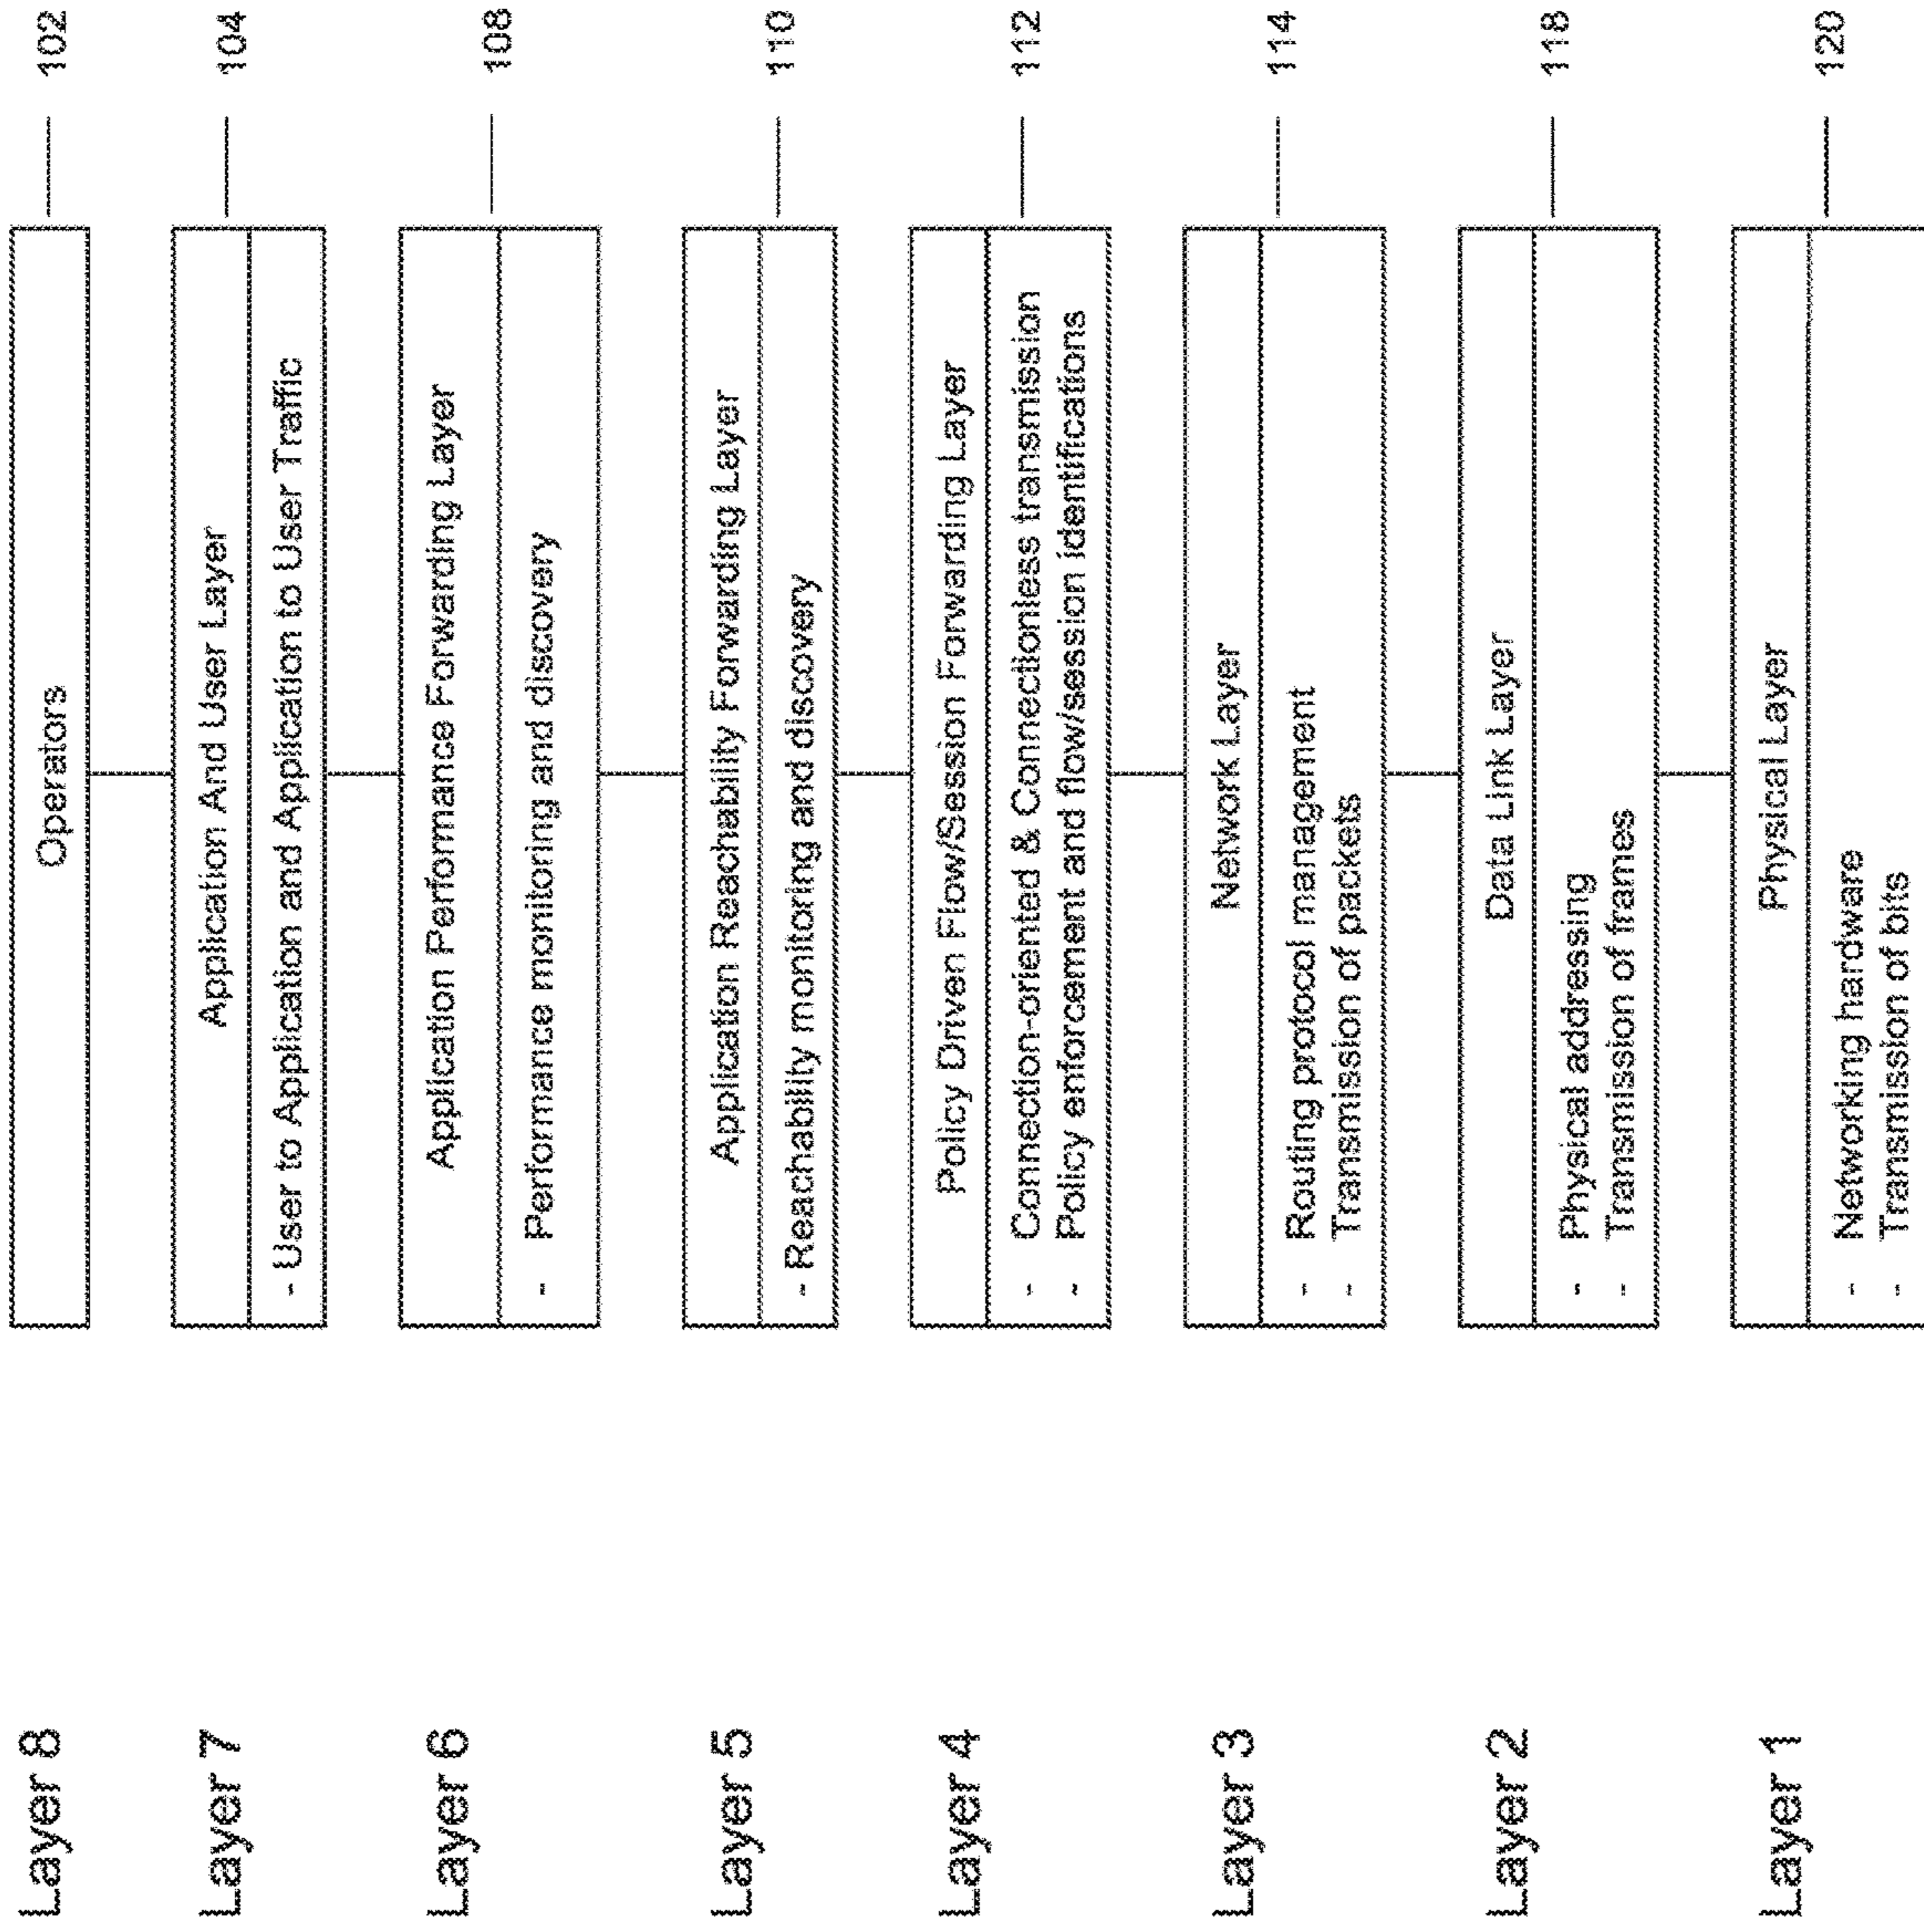 Layer 8
Operators
102
Layer 7
Application And User Layer
104
- User to Application and Application to User Traffic
Layer 6
Application Performance Forwarding Layer
108
- Performance monitoring and discovery
Layer 5
Application Reachability Forwarding Layer
110
- Reachability monitoring and discovery
Layer 4
Policy Driven Flow/Session Forwarding Layer
112
- Connection-oriented & Connectionless transmission
- Policy enforcement and flow/session identifications
Layer 3
Network Layer
114
- Routing protocol management
- Transmission of packets
Layer 2
Data Link Layer
118
- Physical addressing
- Transmission of frames
Layer 1
Physical Layer
120
- Networking hardware
- Transmission of bits